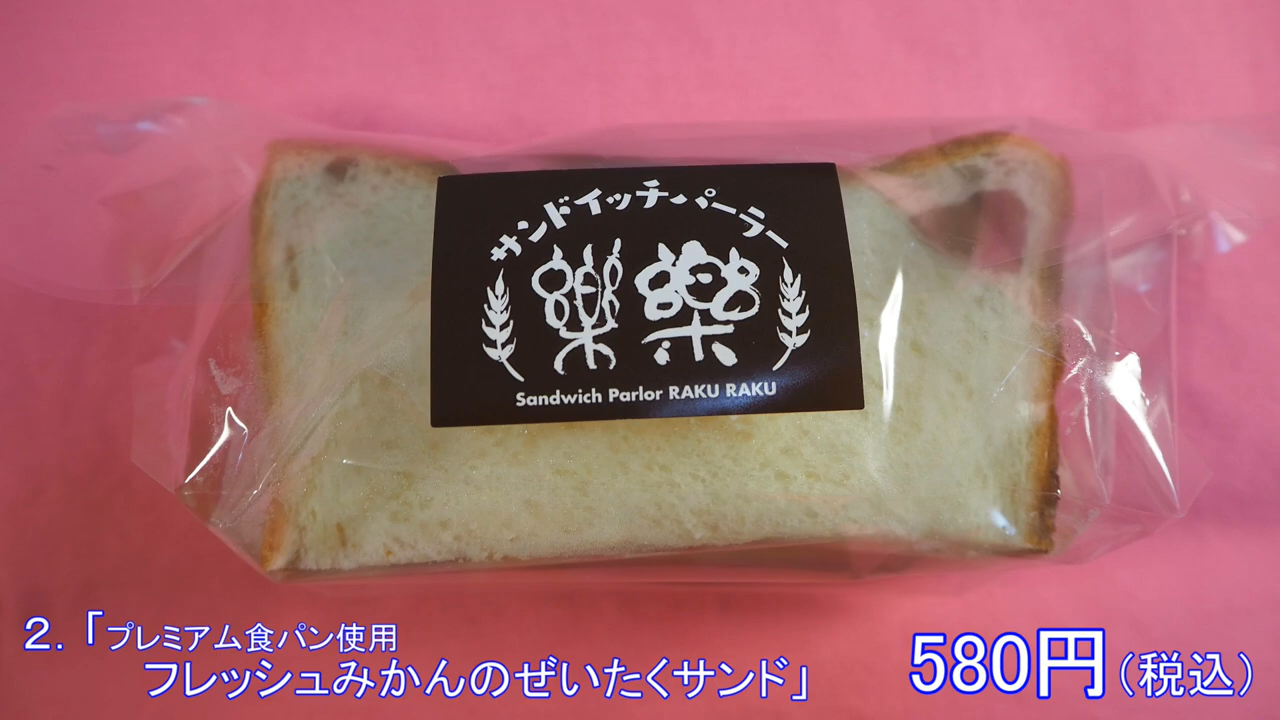 サンドイッチパーラー
樂樂
Sandwich Parlor RAKU RAKU
２．「プレミアム食パン使用
フレッシュみかんのぜいたくサンド」
580円（税込）